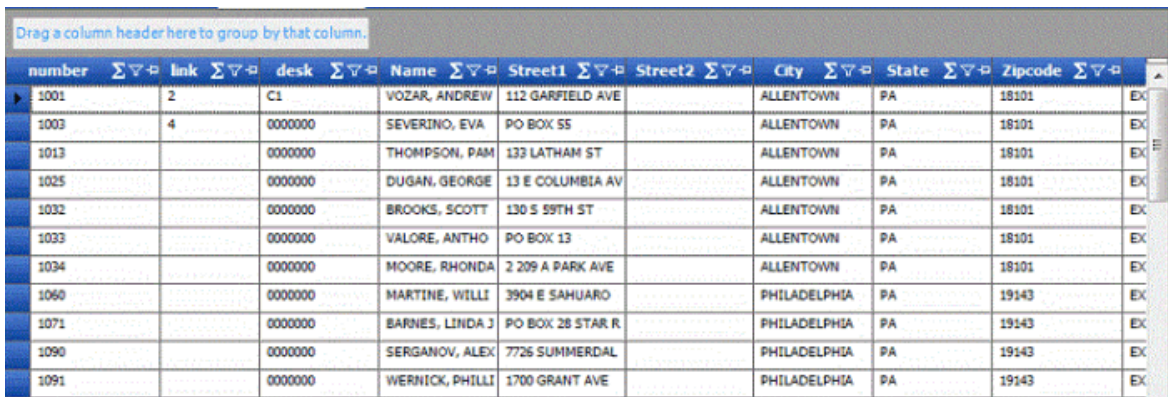 Drag a column header here to group by that column.
number link desk Name Street1 Street2 City State Zipcode
1001 2 C1 VOZAR, ANDREW 112 GARFIELD AVE ALLENTOWN PA 18101 EX
1003 4 0000000 SEVERINO, EVA PO BOX 55 ALLENTOWN PA 18101 EX
1013 0000000 THOMPSON, PAM 133 LATHAM ST ALLENTOWN PA 18101 EX
1025 0000000 DUGAN, GEORGE 13 E COLUMBIA AV ALLENTOWN PA 18101 EX
1032 0000000 BROOKS, SCOTT 130 S 59TH ST ALLENTOWN PA 18101 EX
1033 0000000 VALORE, ANTHO PO BOX 13 ALLENTOWN PA 18101 EX
1034 0000000 MOORE, RHONDA 2 209 A PARK AVE ALLENTOWN PA 18101 EX
1060 0000000 MARTINE, WILLI 3904 E SAHUARO PHILADELPHIA PA 19143 EX
1071 0000000 BARNES, LINDA J PO BOX 28 STAR R PHILADELPHIA PA 19143 EX
1090 0000000 SERGANOV, ALEX 7726 SUMMERDAL PHILADELPHIA PA 19143 EX
1091 0000000 WERNICK, PHILLI 1700 GRANT AVE PHILADELPHIA PA 19143 EX